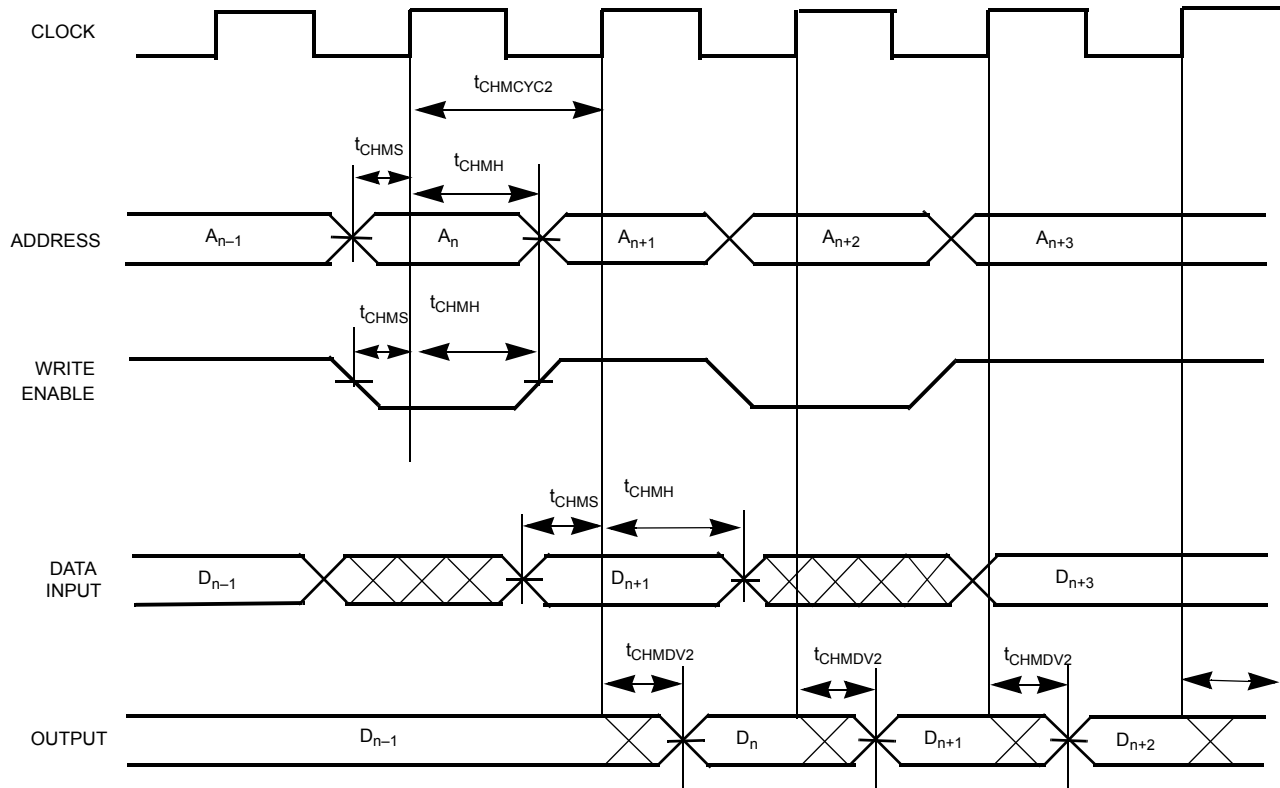 CLOCK
tCHMCYC2
tCHMS
tCHMH
ADDRESS
An–1
An
An+1
An+2
An+3
tCHMS
tCHMH
WRITE
ENABLE
tCHMS
tCHMH
DATA
INPUT
Dn–1
Dn+1
Dn+3
tCHMDV2
tCHMDV2
tCHMDV2
OUTPUT
Dn–1
Dn
Dn+1
Dn+2